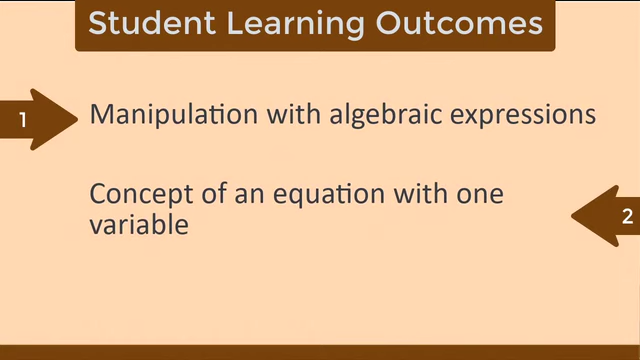 Student Learning Outcomes
1
Manipulation with algebraic expressions
Concept of an equation with one
variable
2